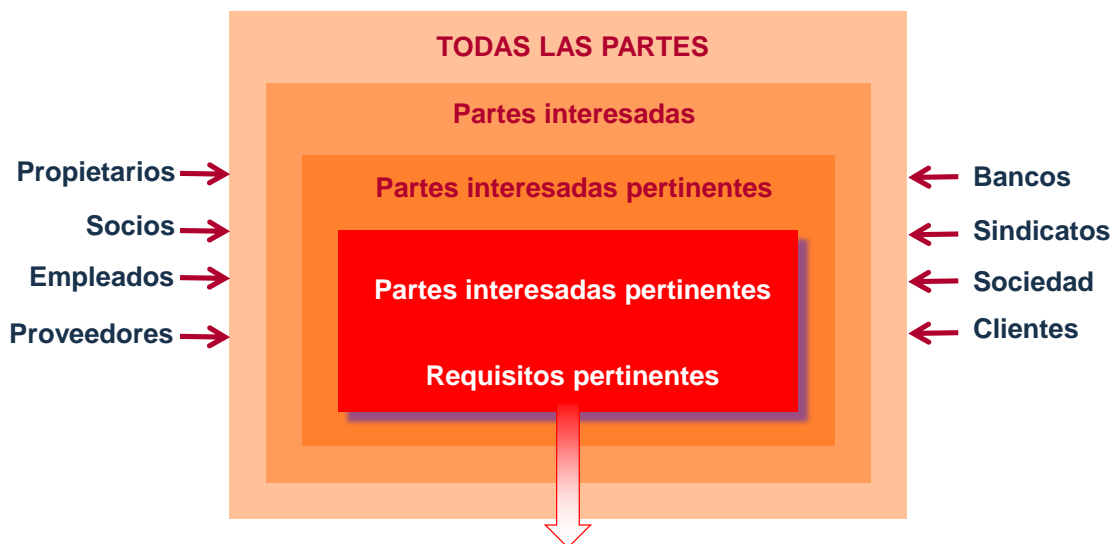 TODAS LAS PARTES
Partes interesadas
Partes interesadas pertinentes
Partes interesadas pertinentes
Requisitos pertinentes
Propietarios
Socios
Empleados
Proveedores
Bancos
Sindicatos
Sociedad
Clientes